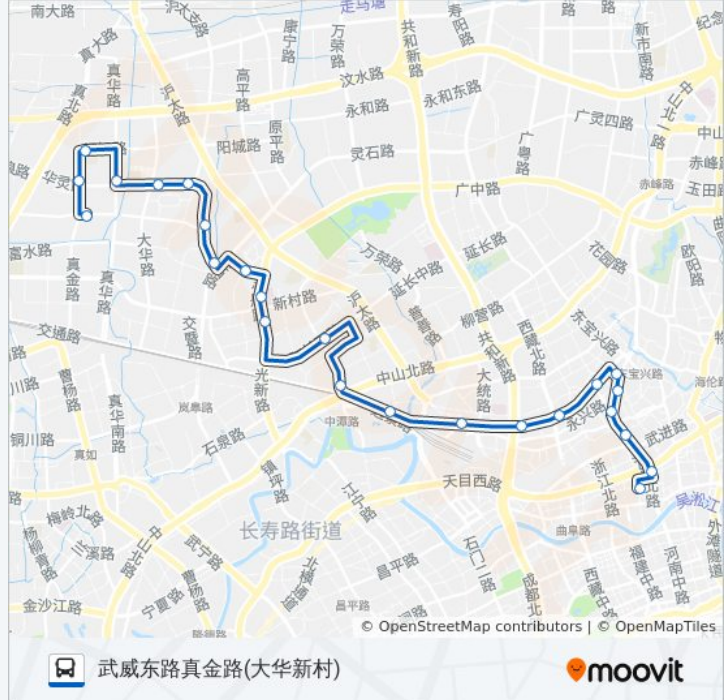 南大路
走马塘
真大路
真华路
真北路
沪太路
康宁路
万荣路
共和新路
寿阳路
新市南路
纪念
中山北一路
汶水路
高平路
永和路
永和东路
阳城路
原平路
灵石路
广粤路
广灵四路
中山
赤峰
赤峰路
玉田
华灵
广中路
富水路
大华路
真金路
真华路
万荣路
延长路
延长中路
花园路
欧阳路
新村路
沪太路
普善路
柳营路
共和新路
西藏北路
东宝兴路
交通路
交暨路
中山北路
大统路
东宝兴路
海伦
川路
曹杨路
光新路
岚皋路
真华南路
铜川路
真如
石泉路
中潭路
永兴路
武进路
镇坪路
天目西路
浙江北路
北路
吴淞江
梅岭北路
杨柳青路
兰溪路
中山北路
武宁路
长寿路街道
江宁路
曲阜路
外滩隧道
宁夏路
曹杨路
昌平路
石门二路
成都北
西藏中
福建中路
河南中路
金沙江路
昌平路
© OpenStreetMap contributors | © OpenMapTiles
武威东路真金路(大华新村)
moovit